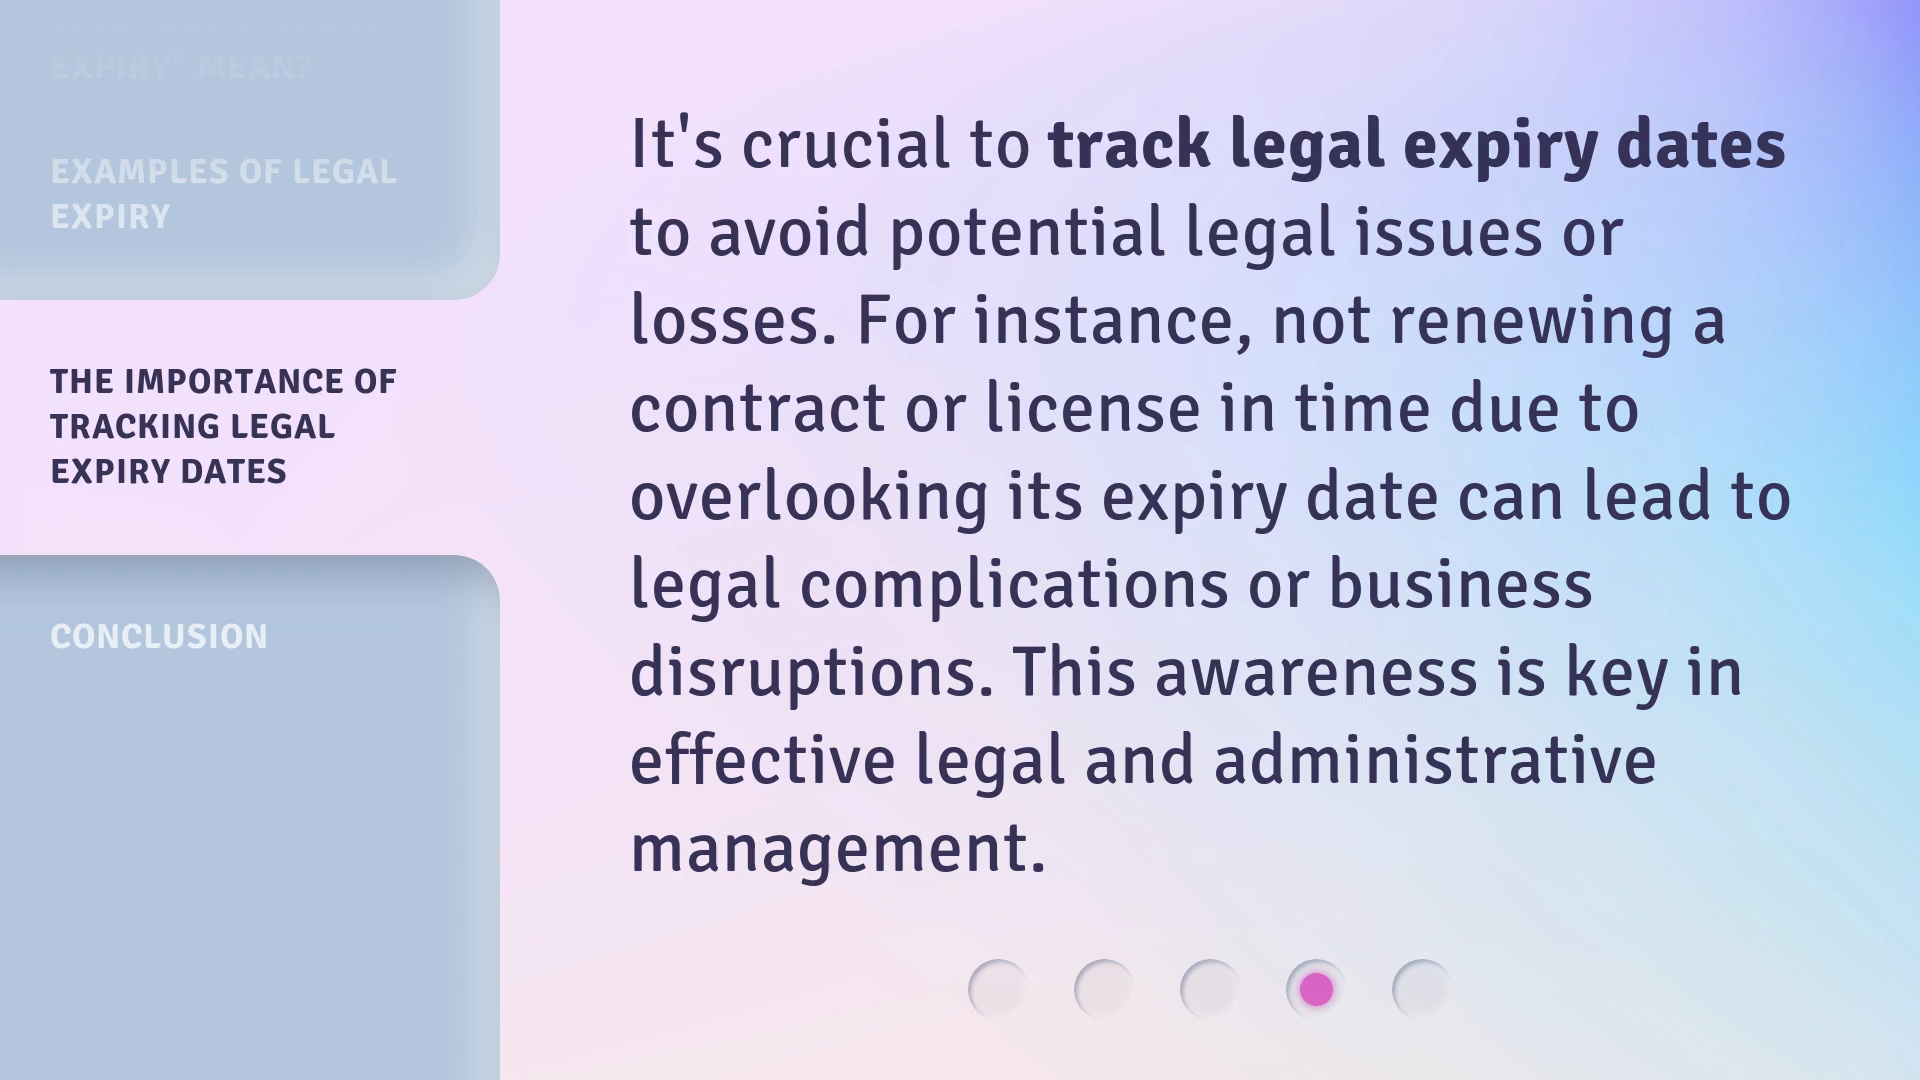 EXPIRY" MEAN?
EXAMPLES OF LEGAL
EXPIRY
THE IMPORTANCE OF
TRACKING LEGAL
EXPIRY DATES
CONCLUSION
It's crucial to track legal expiry dates
to avoid potential legal issues or
losses. For instance, not renewing a
contract or license in time due to
overlooking its expiry date can lead to
legal complications or business
disruptions. This awareness is key in
effective legal and administrative
management.